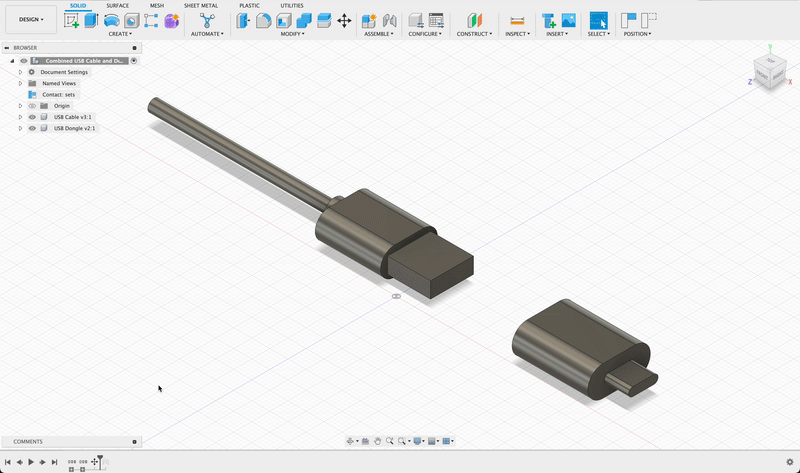 SOLID SURFACE MESH SHEET METAL PLASTIC UTILITIES
DESIGN
CREATE AUTOMATE MODIFY ASSEMBLE CONFIGURE CONSTRUCT INSPECT INSERT SELECT POSITION
BROWSER
Combined USB Cable and D...
Document Settings
Named Views
Contact: sets
Origin
USB Cable v3:1
USB Dongle v2:1
Z
X
COMMENTS